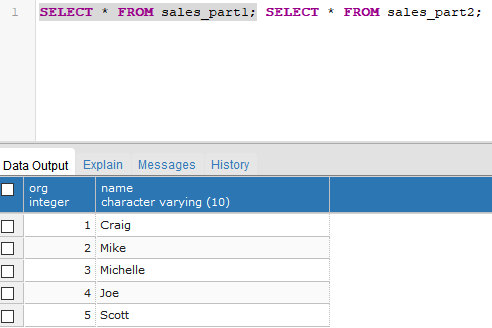 1 SELECT * FROM sales_part1; SELECT * FROM sales_part2;
Data Output Explain Messages History
org name
integer character varying (10)
1 Craig
2 Mike
3 Michelle
4 Joe
5 Scott